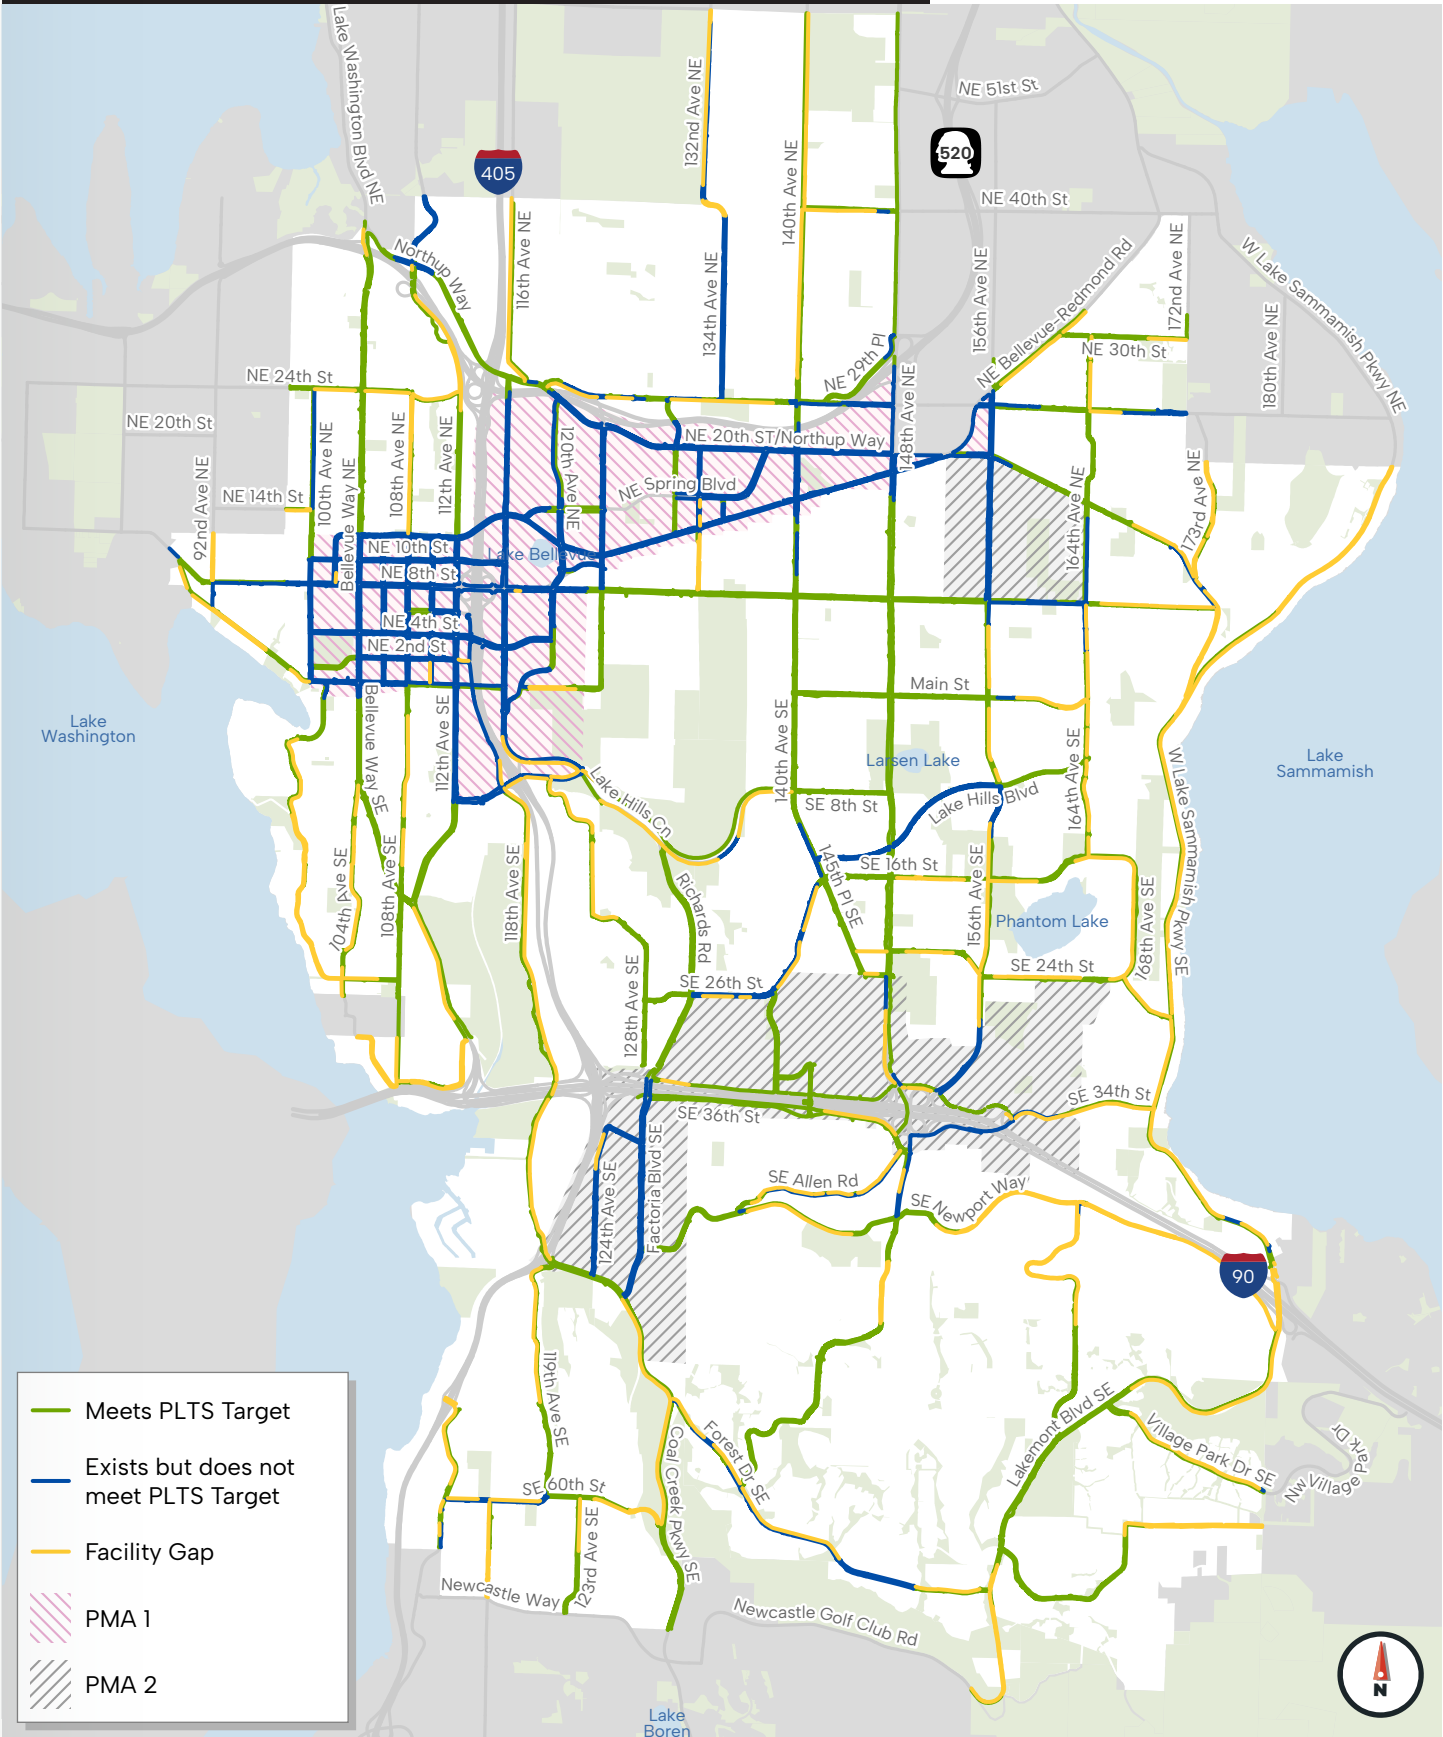 Lake Washington Blvd NE
132nd Ave NE
NE 51st St
520
405
140th Ave NE
NE 40th St
Northup Way
116th Ave NE
134th Ave NE
156th Ave NE
NE Bellevue-Redmond Rd
172nd Ave NE
W Lake Sammamish Pkwy NE
180th Ave NE
NE 30th St
NE 29th Pl
148th Ave NE
NE 24th St
NE 20th St
92nd Ave NE
NE 14th St
100th Ave NE
Bellevue Way NE
108th Ave NE
112th Ave NE
120th Ave NE
NE 20th ST/Northup Way
NE Spring Blvd
164th Ave NE
173rd Ave NE
NE 10th St
Lake Bellevue
NE 8th St
NE 4th St
NE 2nd St
Main St
Lake
Washington
Bellevue Way SE
112th Ave SE
140th Ave SE
Larsen Lake
164th Ave SE
W Lake Sammamish Pkwy SE
Lake
Sammamish
Lake Hills Cn
SE 8th St
Lake Hills Blvd
104th Ave SE
108th Ave SE
118th Ave SE
Richards Rd
145th Pl SE
SE 16th St
156th Ave SE
Phantom Lake
168th Ave SE
128th Ave SE
SE 26th St
SE 24th St
SE 36th St
SE 34th St
124th Ave SE
Factoria Blvd SE
SE Allen Rd
SE Newport Way
90
119th Ave SE
Coal Creek Pkwy SE
Forest Dr SE
Lakemont Blvd SE
Village Park Dr SE
Nw Village Park Dr
SE 60th St
123rd Ave SE
Newcastle Way
Newcastle Golf Club Rd
Lake
Boren
Meets PLTS Target
Exists but does not
meet PLTS Target
Facility Gap
PMA 1
PMA 2
N